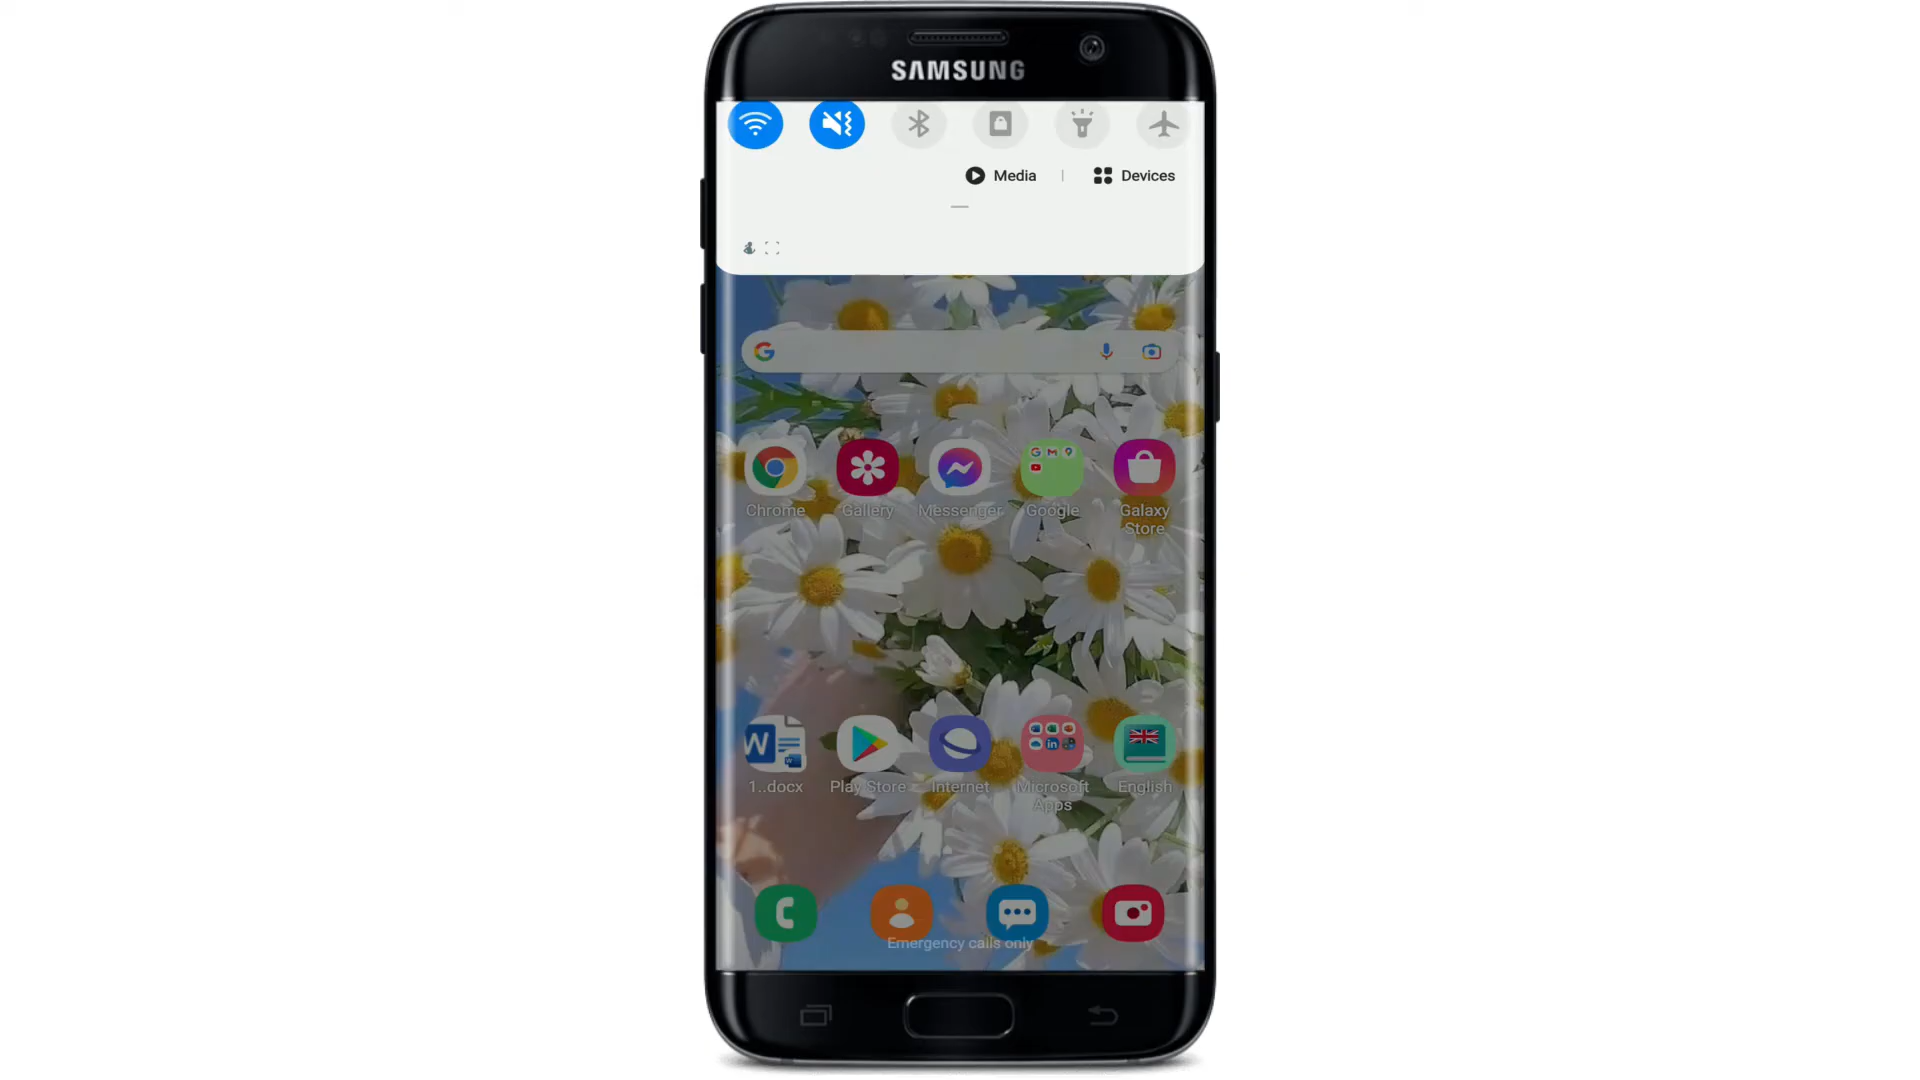 SAMSUNG
Media | Devices
Chrome Gallery Messenger Google Galaxy Store
1..docx Play Store Internet Microsoft Apps English
Emergency calls only